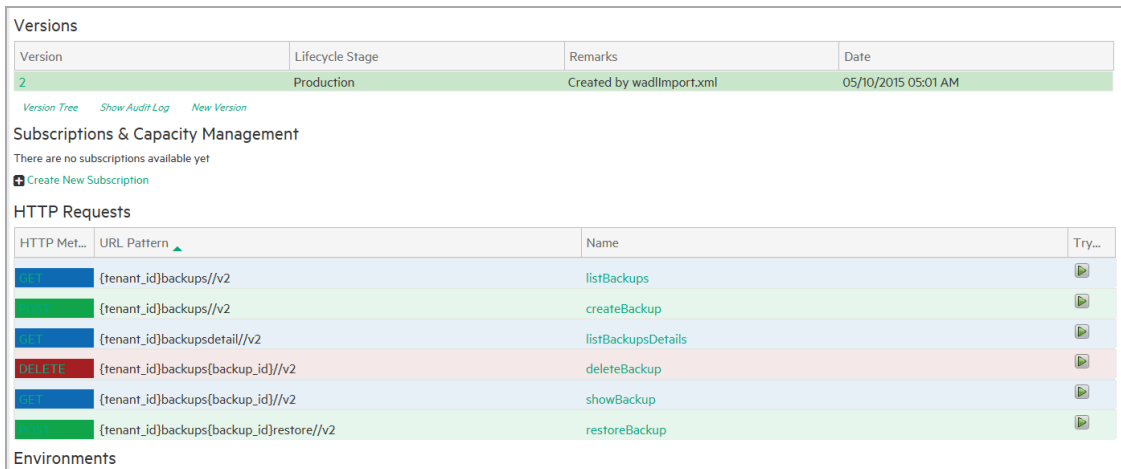 Versions
Version Lifecycle Stage Remarks Date
2 Production Created by wadlImport.xml 05/10/2015 05:01 AM
Version Tree Show Audit Log New Version
Subscriptions & Capacity Management
There are no subscriptions available yet
Create New Subscription
HTTP Requests
HTTP Met... URL Pattern Name Try...
GET {tenant_id}backups//v2 listBackups
{tenant_id}backups//v2 createBackup
GET {tenant_id}backupsdetail//v2 listBackupsDetails
DELETE {tenant_id}backups{backup_id}//v2 deleteBackup
GET {tenant_id}backups{backup_id}//v2 showBackup
{tenant_id}backups{backup_id}restore//v2 restoreBackup
Environments